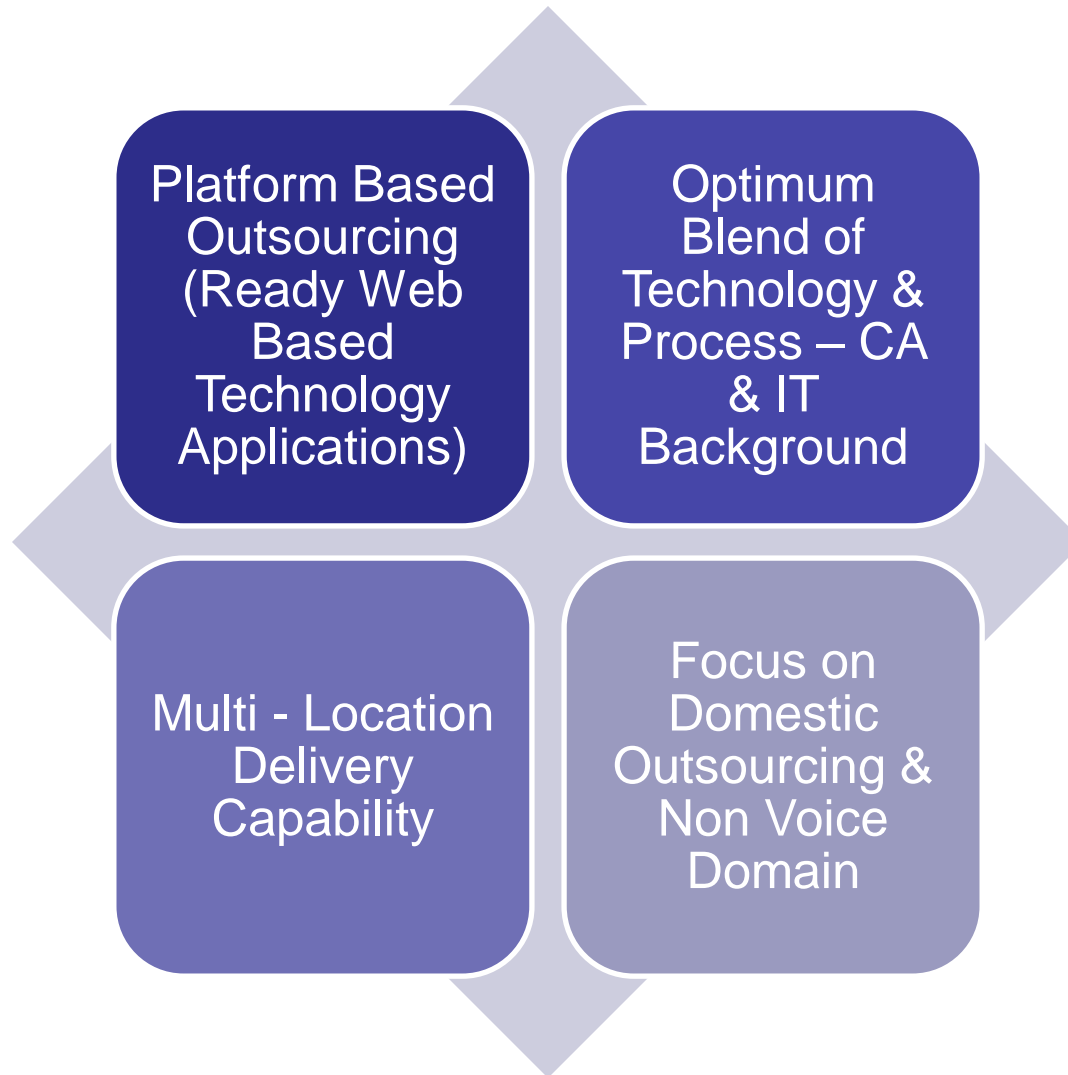 Platform Based
Outsourcing
(Ready Web
Based
Technology
Applications)
Optimum
Blend of
Technology &
Process – CA
& IT
Background
Multi - Location
Delivery
Capability
Focus on
Domestic
Outsourcing &
Non Voice
Domain